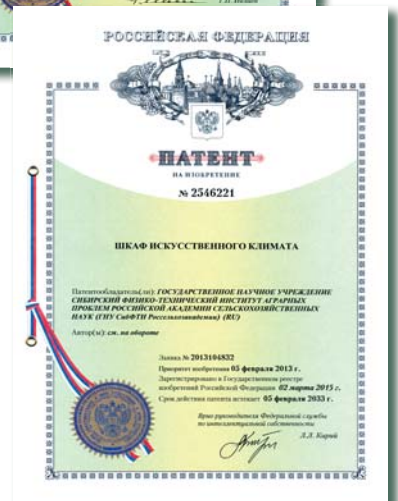 РОССИЙСКАЯ ФЕДЕРАЦИЯ
ПАТЕНТ
НА ИЗОБРЕТЕНИЕ
№ 2546221
ШКАФ ИСКУССТВЕННОГО КЛИМАТА
Патентообладатель(ли): ГОСУДАРСТВЕННОЕ НАУЧНОЕ УЧРЕЖДЕНИЕ
СИБИРСКИЙ ФИЗИКО-ТЕХНИЧЕСКИЙ ИНСТИТУТ АГРАРНЫХ
ПРОБЛЕМ РОССИЙСКОЙ АКАДЕМИИ СЕЛЬСКОХОЗЯЙСТВЕННЫХ
НАУК (ГНУ СибФТИ Россельхозакадемии) (RU)
Автор(ы): см. на обороте
Заявка № 2013104832
Приоритет изобретения 05 февраля 2013 г.
Зарегистрировано в Государственном реестре
изобретений Российской Федерации 02 марта 2015 г.
Срок действия патента истекает 05 февраля 2033 г.
Врио руководителя Федеральной службы
по интеллектуальной собственности
Л.Л. Кирий